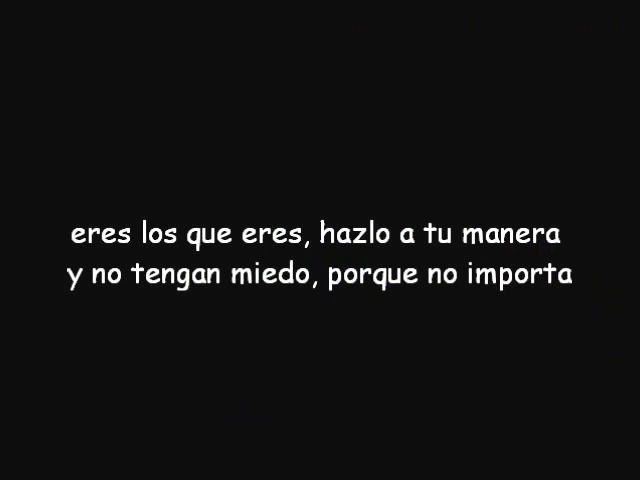 eres los que eres, hazlo a tu manera
y no tengan miedo, porque no importa